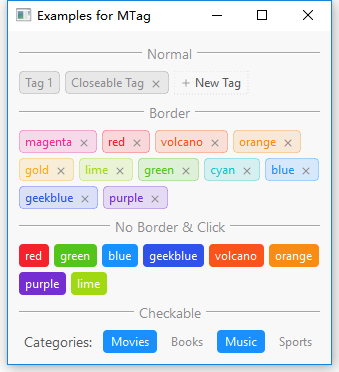 Examples for MTag
Normal
Tag 1 Closeable Tag × + New Tag
Border
magenta × red × volcano × orange ×
gold × lime × green × cyan × blue ×
geekblue × purple ×
No Border & Click
red green blue geekblue volcano orange
purple lime
Checkable
Categories: Movies Books Music Sports